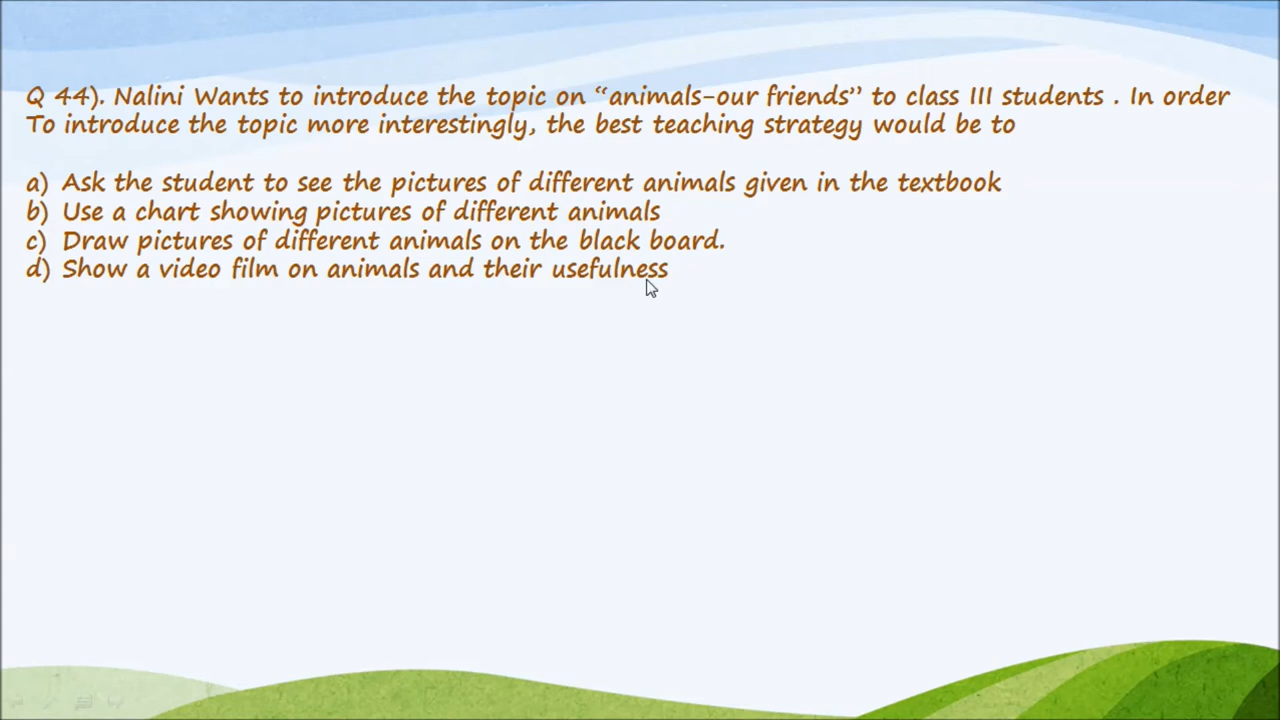 Q 44). Nalini Wants to introduce the topic on “animals-our friends” to class III students . In order
To introduce the topic more interestingly, the best teaching strategy would be to
a) Ask the student to see the pictures of different animals given in the textbook
b) Use a chart showing pictures of different animals
c) Draw pictures of different animals on the black board.
d) Show a video film on animals and their usefulness